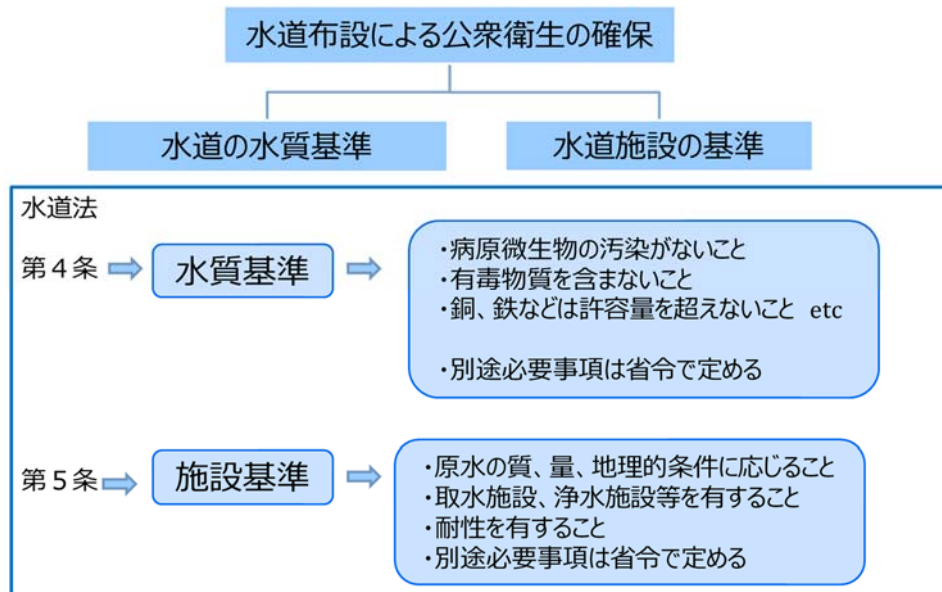 水道布設による公衆衛生の確保
水道の水質基準
水道施設の基準
水道法
第４条
水質基準
・病原微生物の汚染がないこと
・有毒物質を含まないこと
・銅、鉄などは許容量を超えないこと etc
・別途必要事項は省令で定める
第５条
施設基準
・原水の質、量、地理的条件に応じること
・取水施設、浄水施設等を有すること
・耐性を有すること
・別途必要事項は省令で定める